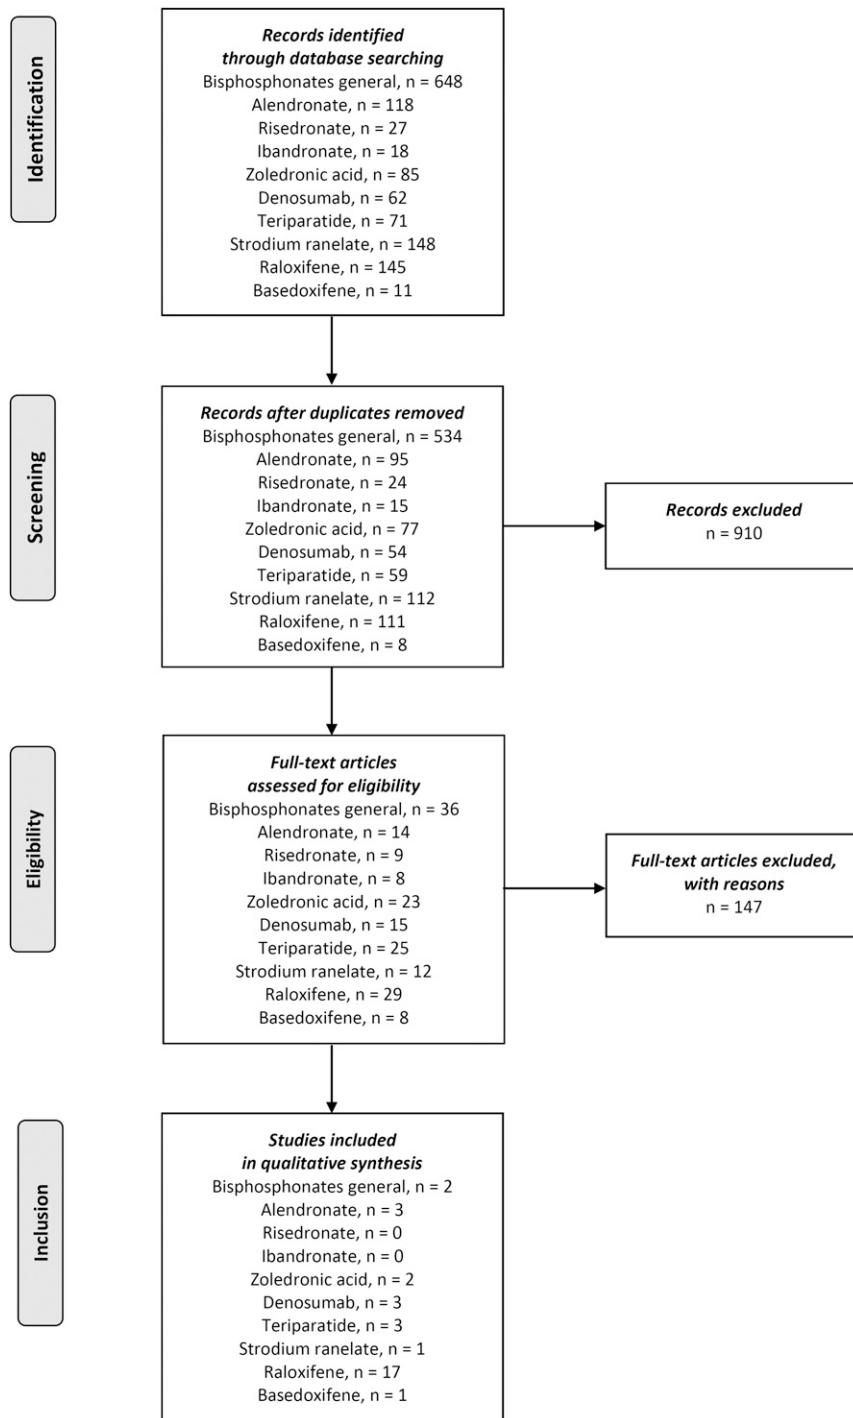 Identification
Records identified
through database searching
Bisphosphonates general, n = 648
Alendronate, n = 118
Risedronate, n = 27
Ibandronate, n = 18
Zoledronic acid, n = 85
Denosumab, n = 62
Teriparatide, n = 71
Strodium ranelate, n = 148
Raloxifene, n = 145
Basedoxifene, n = 11
Screening
Records after duplicates removed
Bisphosphonates general, n = 534
Alendronate, n = 95
Risedronate, n = 24
Ibandronate, n = 15
Zoledronic acid, n = 77
Denosumab, n = 54
Teriparatide, n = 59
Strodium ranelate, n = 112
Raloxifene, n = 111
Basedoxifene, n = 8
Records excluded
n = 910
Eligibility
Full-text articles
assessed for eligibility
Bisphosphonates general, n = 36
Alendronate, n = 14
Risedronate, n = 9
Ibandronate, n = 8
Zoledronic acid, n = 23
Denosumab, n = 15
Teriparatide, n = 25
Strodium ranelate, n = 12
Raloxifene, n = 29
Basedoxifene, n = 8
Full-text articles excluded,
with reasons
n = 147
Inclusion
Studies included
in qualitative synthesis
Bisphosphonates general, n = 2
Alendronate, n = 3
Risedronate, n = 0
Ibandronate, n = 0
Zoledronic acid, n = 2
Denosumab, n = 3
Teriparatide, n = 3
Strodium ranelate, n = 1
Raloxifene, n = 17
Basedoxifene, n = 1